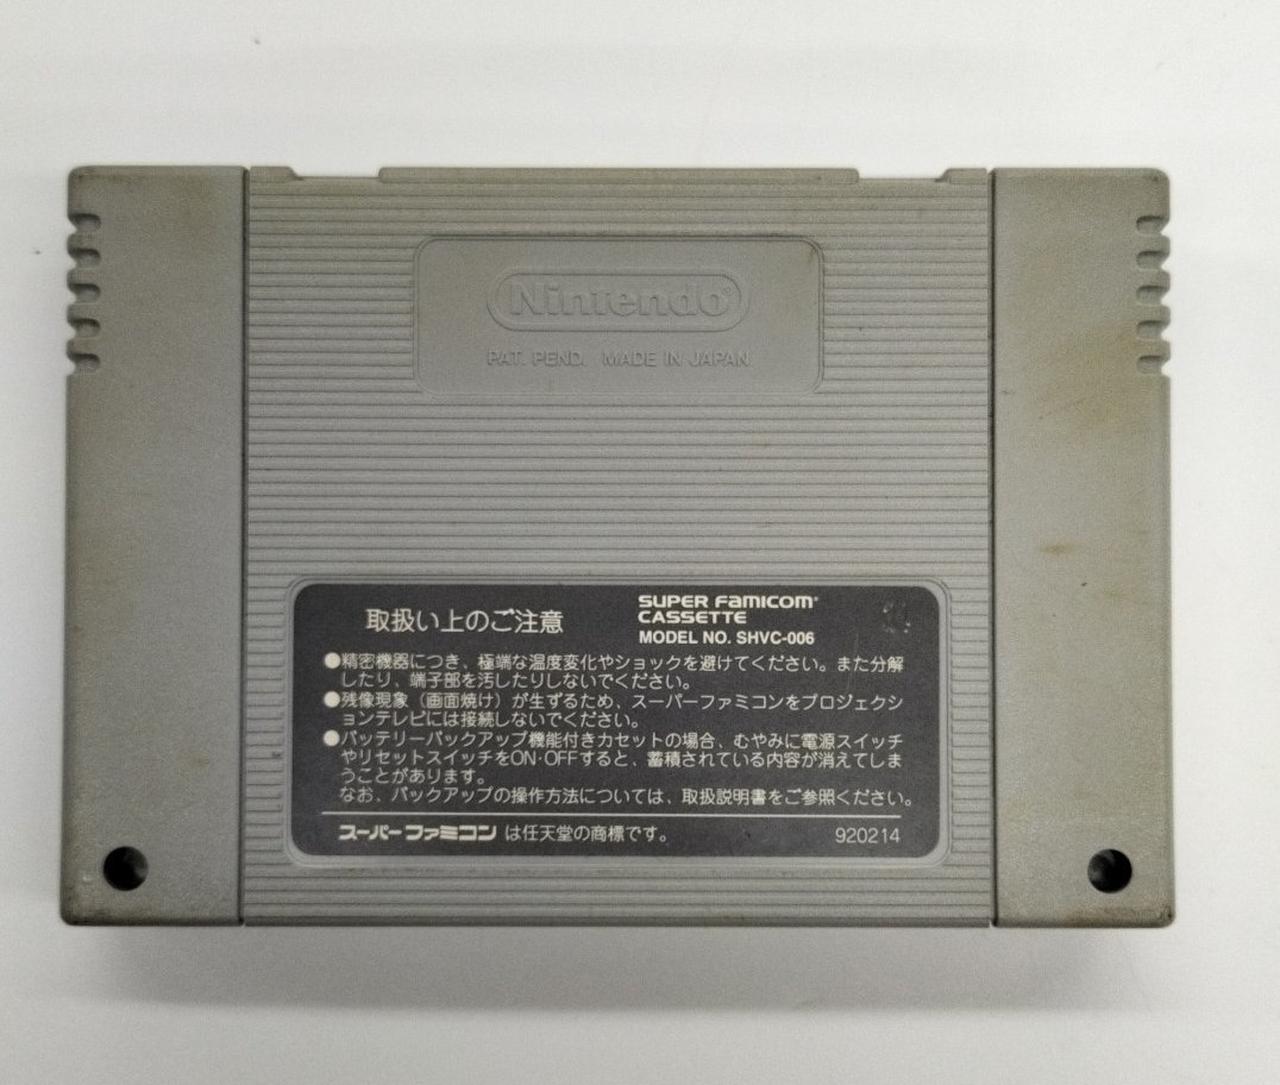 Nintendo®
PAT. PEND. MADE IN JAPAN
取扱い上のご注意
SUPER FAMICOM®
CASSETTE
MODEL NO. SHVC-006
●精密機器につき、極端な温度変化やショックを避けてください。また分解
したり、端子部を汚したりしないでください。
●残像現象（画面焼け）が生ずるため、スーパーファミコンをプロジェクシ
ョンテレビには接続しないでください。
●バッテリーバックアップ機能付きカセットの場合、むやみに電源スイッチ
やリセットスイッチをON·OFFすると、蓄積されている内容が消えてしま
うことがあります。
なお、バックアップの操作方法については、取扱説明書をご参照ください。
スーパーファミコン は任天堂の商標です。 920214